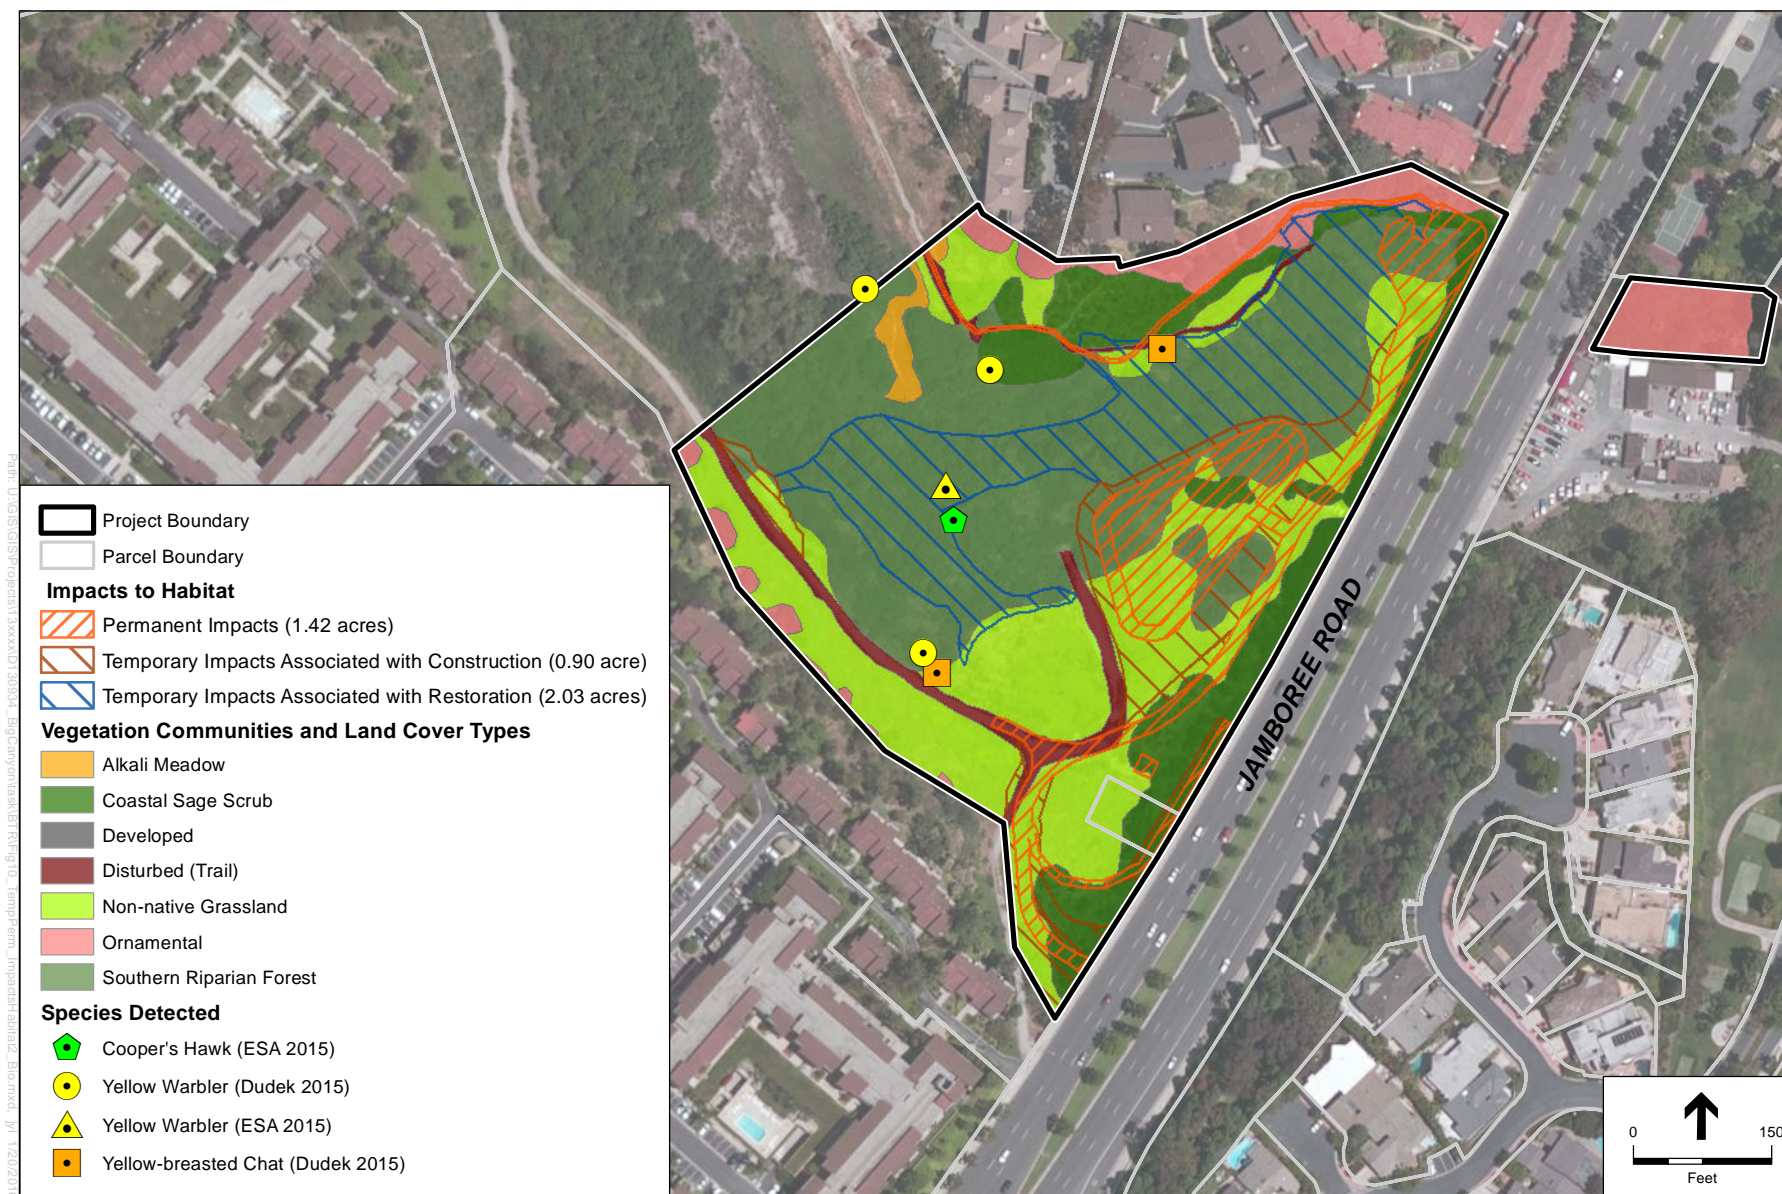 Project Boundary
Parcel Boundary
Impacts to Habitat
Permanent Impacts (1.42 acres)
Temporary Impacts Associated with Construction (0.90 acre)
Temporary Impacts Associated with Restoration (2.03 acres)
Vegetation Communities and Land Cover Types
Alkali Meadow
Coastal Sage Scrub
Developed
Disturbed (Trail)
Non-native Grassland
Ornamental
Southern Riparian Forest
Species Detected
Cooper's Hawk (ESA 2015)
Yellow Warbler (Dudek 2015)
Yellow Warbler (ESA 2015)
Yellow-breasted Chat (Dudek 2015)
JAMBOREE ROAD
0 150
Feet